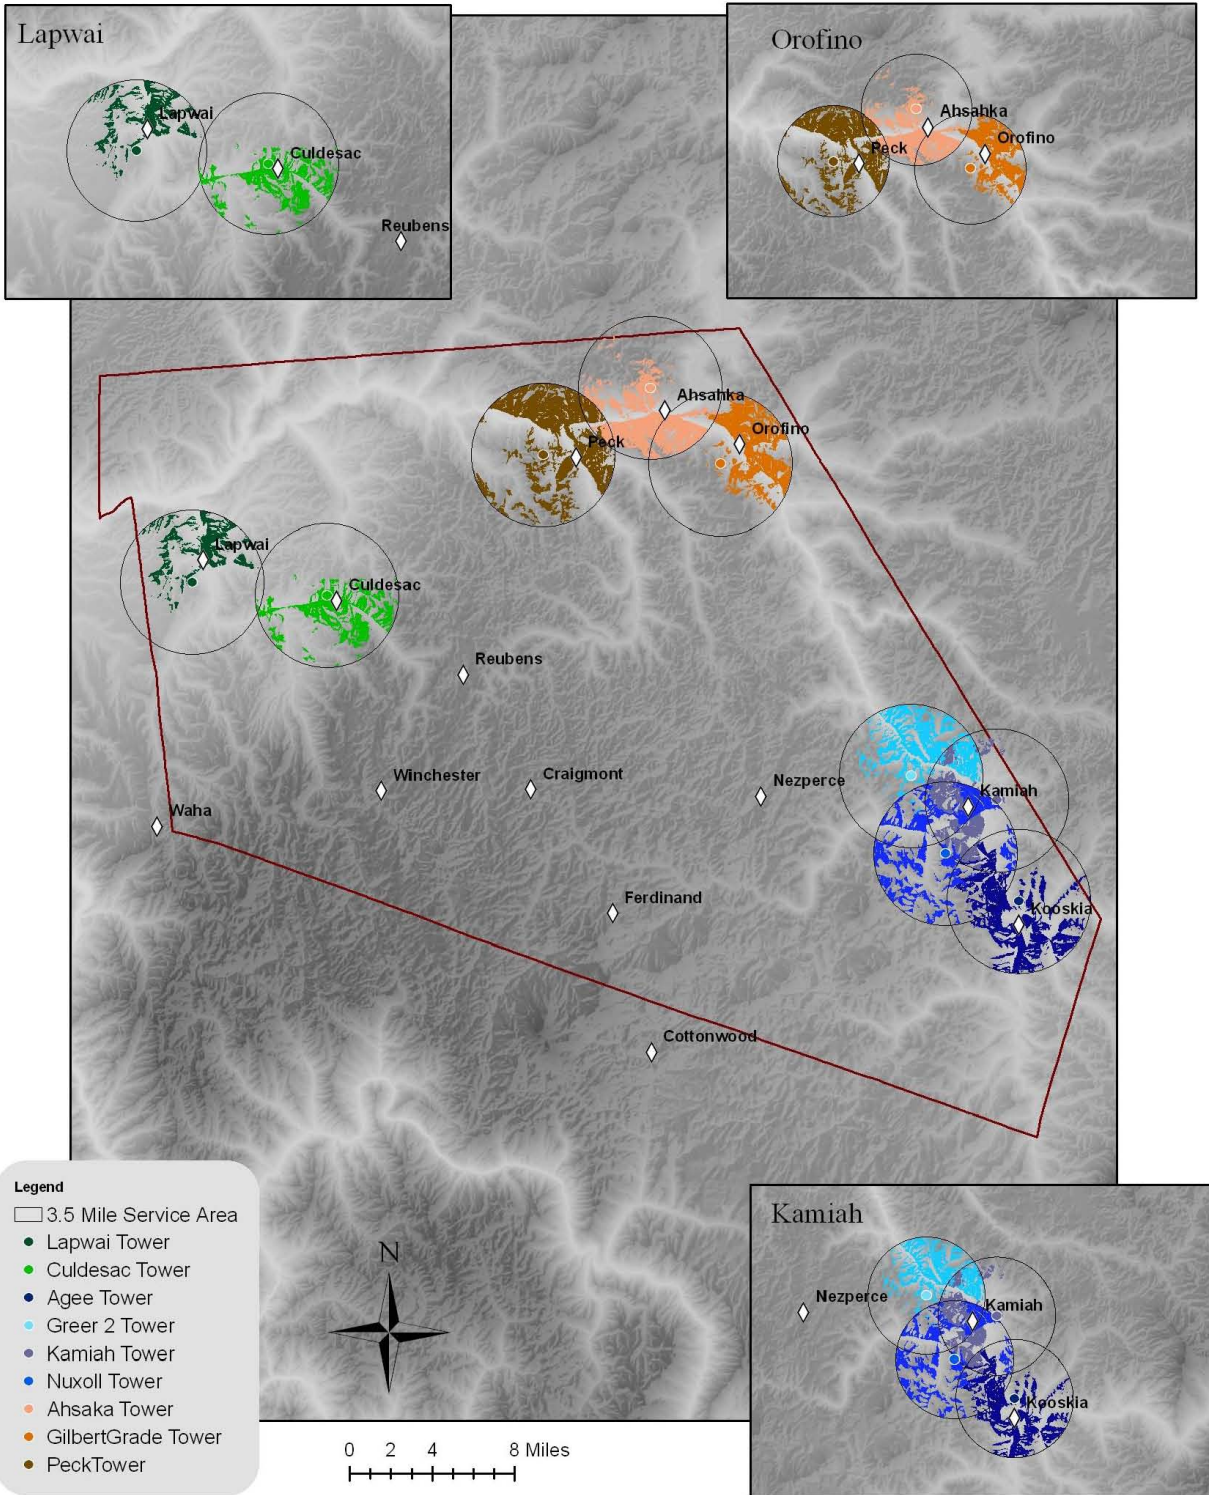 Lapwai
Lapwai
Culdesac
Reubens
Orofino
Ahsahka
Orofino
Peck
Ahsahka
Orofino
Peck
Lapwai
Culdesac
Reubens
Winchester
Craigmont
Nezperce
Kamiah
Waha
Ferdinand
Kooskia
Cottonwood
Legend
3.5 Mile Service Area
Lapwai Tower
Culdesac Tower
Agee Tower
Greer 2 Tower
Kamiah Tower
Nuxoll Tower
Ahsaka Tower
GilbertGrade Tower
PeckTower
N
0 2 4 8 Miles
Kamiah
Nezperce
Kamiah
Kooskia